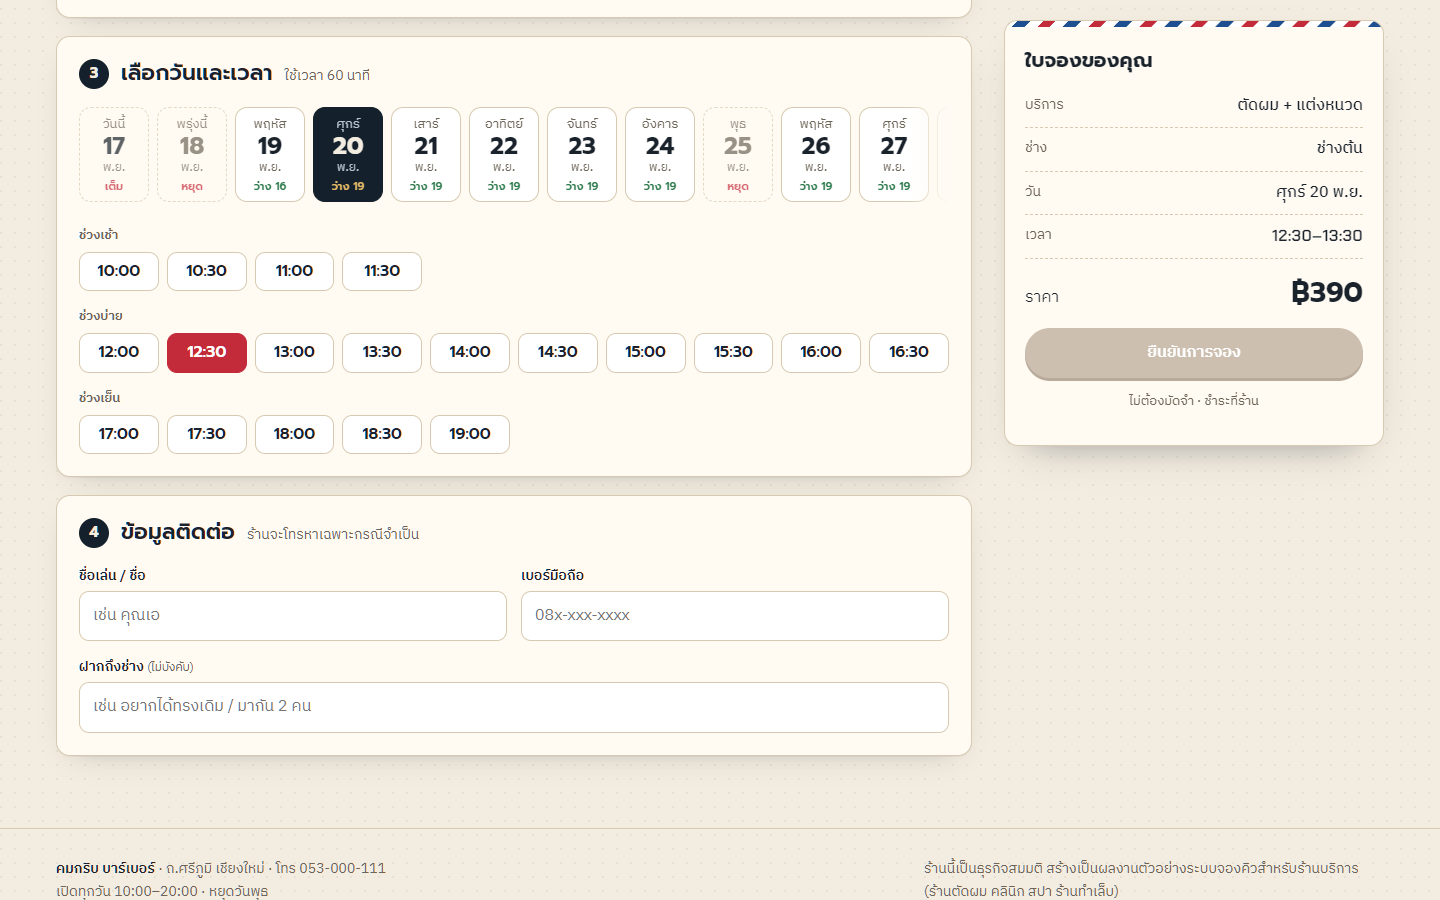 3 เลือกวันและเวลา ใช้เวลา 60 นาที
วันนี้ 17 พ.ย. เต็ม
พรุ่งนี้ 18 พ.ย. หยุด
พฤหัส 19 พ.ย. ว่าง 16
ศุกร์ 20 พ.ย. ว่าง 19
เสาร์ 21 พ.ย. ว่าง 19
อาทิตย์ 22 พ.ย. ว่าง 19
จันทร์ 23 พ.ย. ว่าง 19
อังคาร 24 พ.ย. ว่าง 19
พุธ 25 พ.ย. หยุด
พฤหัส 26 พ.ย. ว่าง 19
ศุกร์ 27 พ.ย. ว่าง 19
ช่วงเช้า
10:00 10:30 11:00 11:30
ช่วงบ่าย
12:00 12:30 13:00 13:30 14:00 14:30 15:00 15:30 16:00 16:30
ช่วงเย็น
17:00 17:30 18:00 18:30 19:00
4 ข้อมูลติดต่อ ร้านจะโทรหาเฉพาะกรณีจำเป็น
ชื่อเล่น / ชื่อ
เช่น คุณเอ
เบอร์มือถือ
08x-xxx-xxxx
ฝากถึงช่าง (ไม่บังคับ)
เช่น อยากได้ทรงเดิม / มากัน 2 คน
ใบจองของคุณ
บริการ ตัดผม + แต่งหนวด
ช่าง ช่างต้น
วัน ศุกร์ 20 พ.ย.
เวลา 12:30–13:30
ราคา ฿390
ยืนยันการจอง
ไม่ต้องมัดจำ · ชำระที่ร้าน
คมกริบ บาร์เบอร์ · ถ.ศรีภูมิ เชียงใหม่ · โทร 053-000-111
เปิดทุกวัน 10:00–20:00 · หยุดวันพุธ
ร้านนี้เป็นธุรกิจสมมติ สร้างเป็นผลงานตัวอย่างระบบจองคิวสำหรับร้านบริการ
(ร้านตัดผม คลินิก สปา ร้านทำเล็บ)